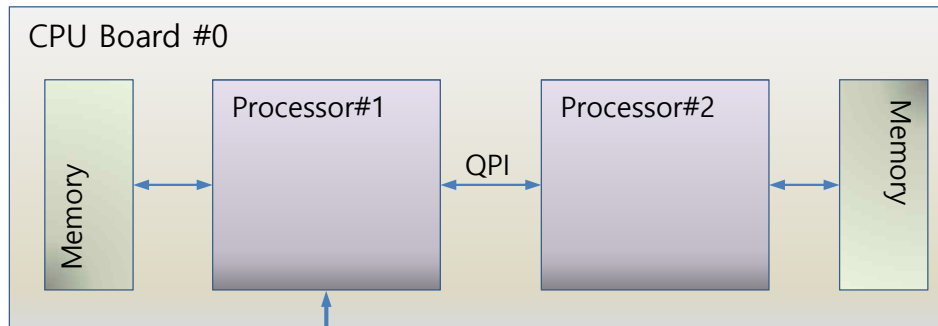 CPU Board #0
Memory
Processor#1
QPI
Processor#2
Memory